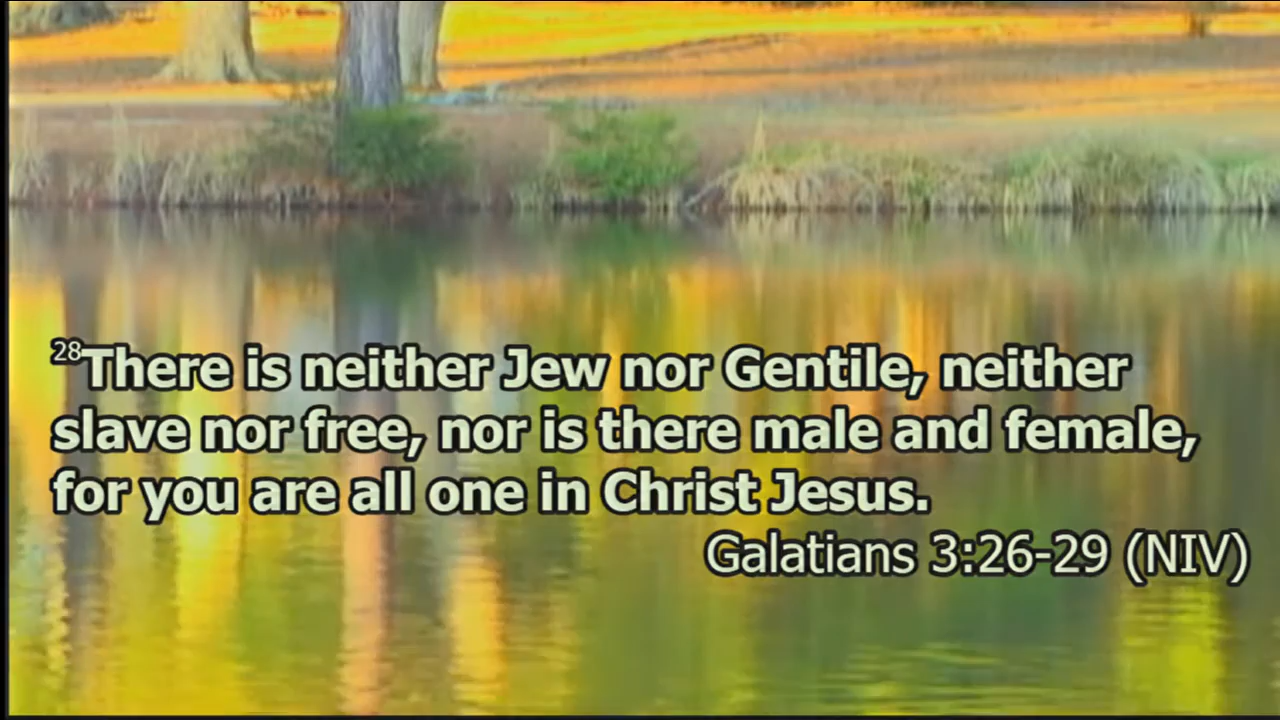 28There is neither Jew nor Gentile, neither
slave nor free, nor is there male and female,
for you are all one in Christ Jesus.
Galatians 3:26-29 (NIV)